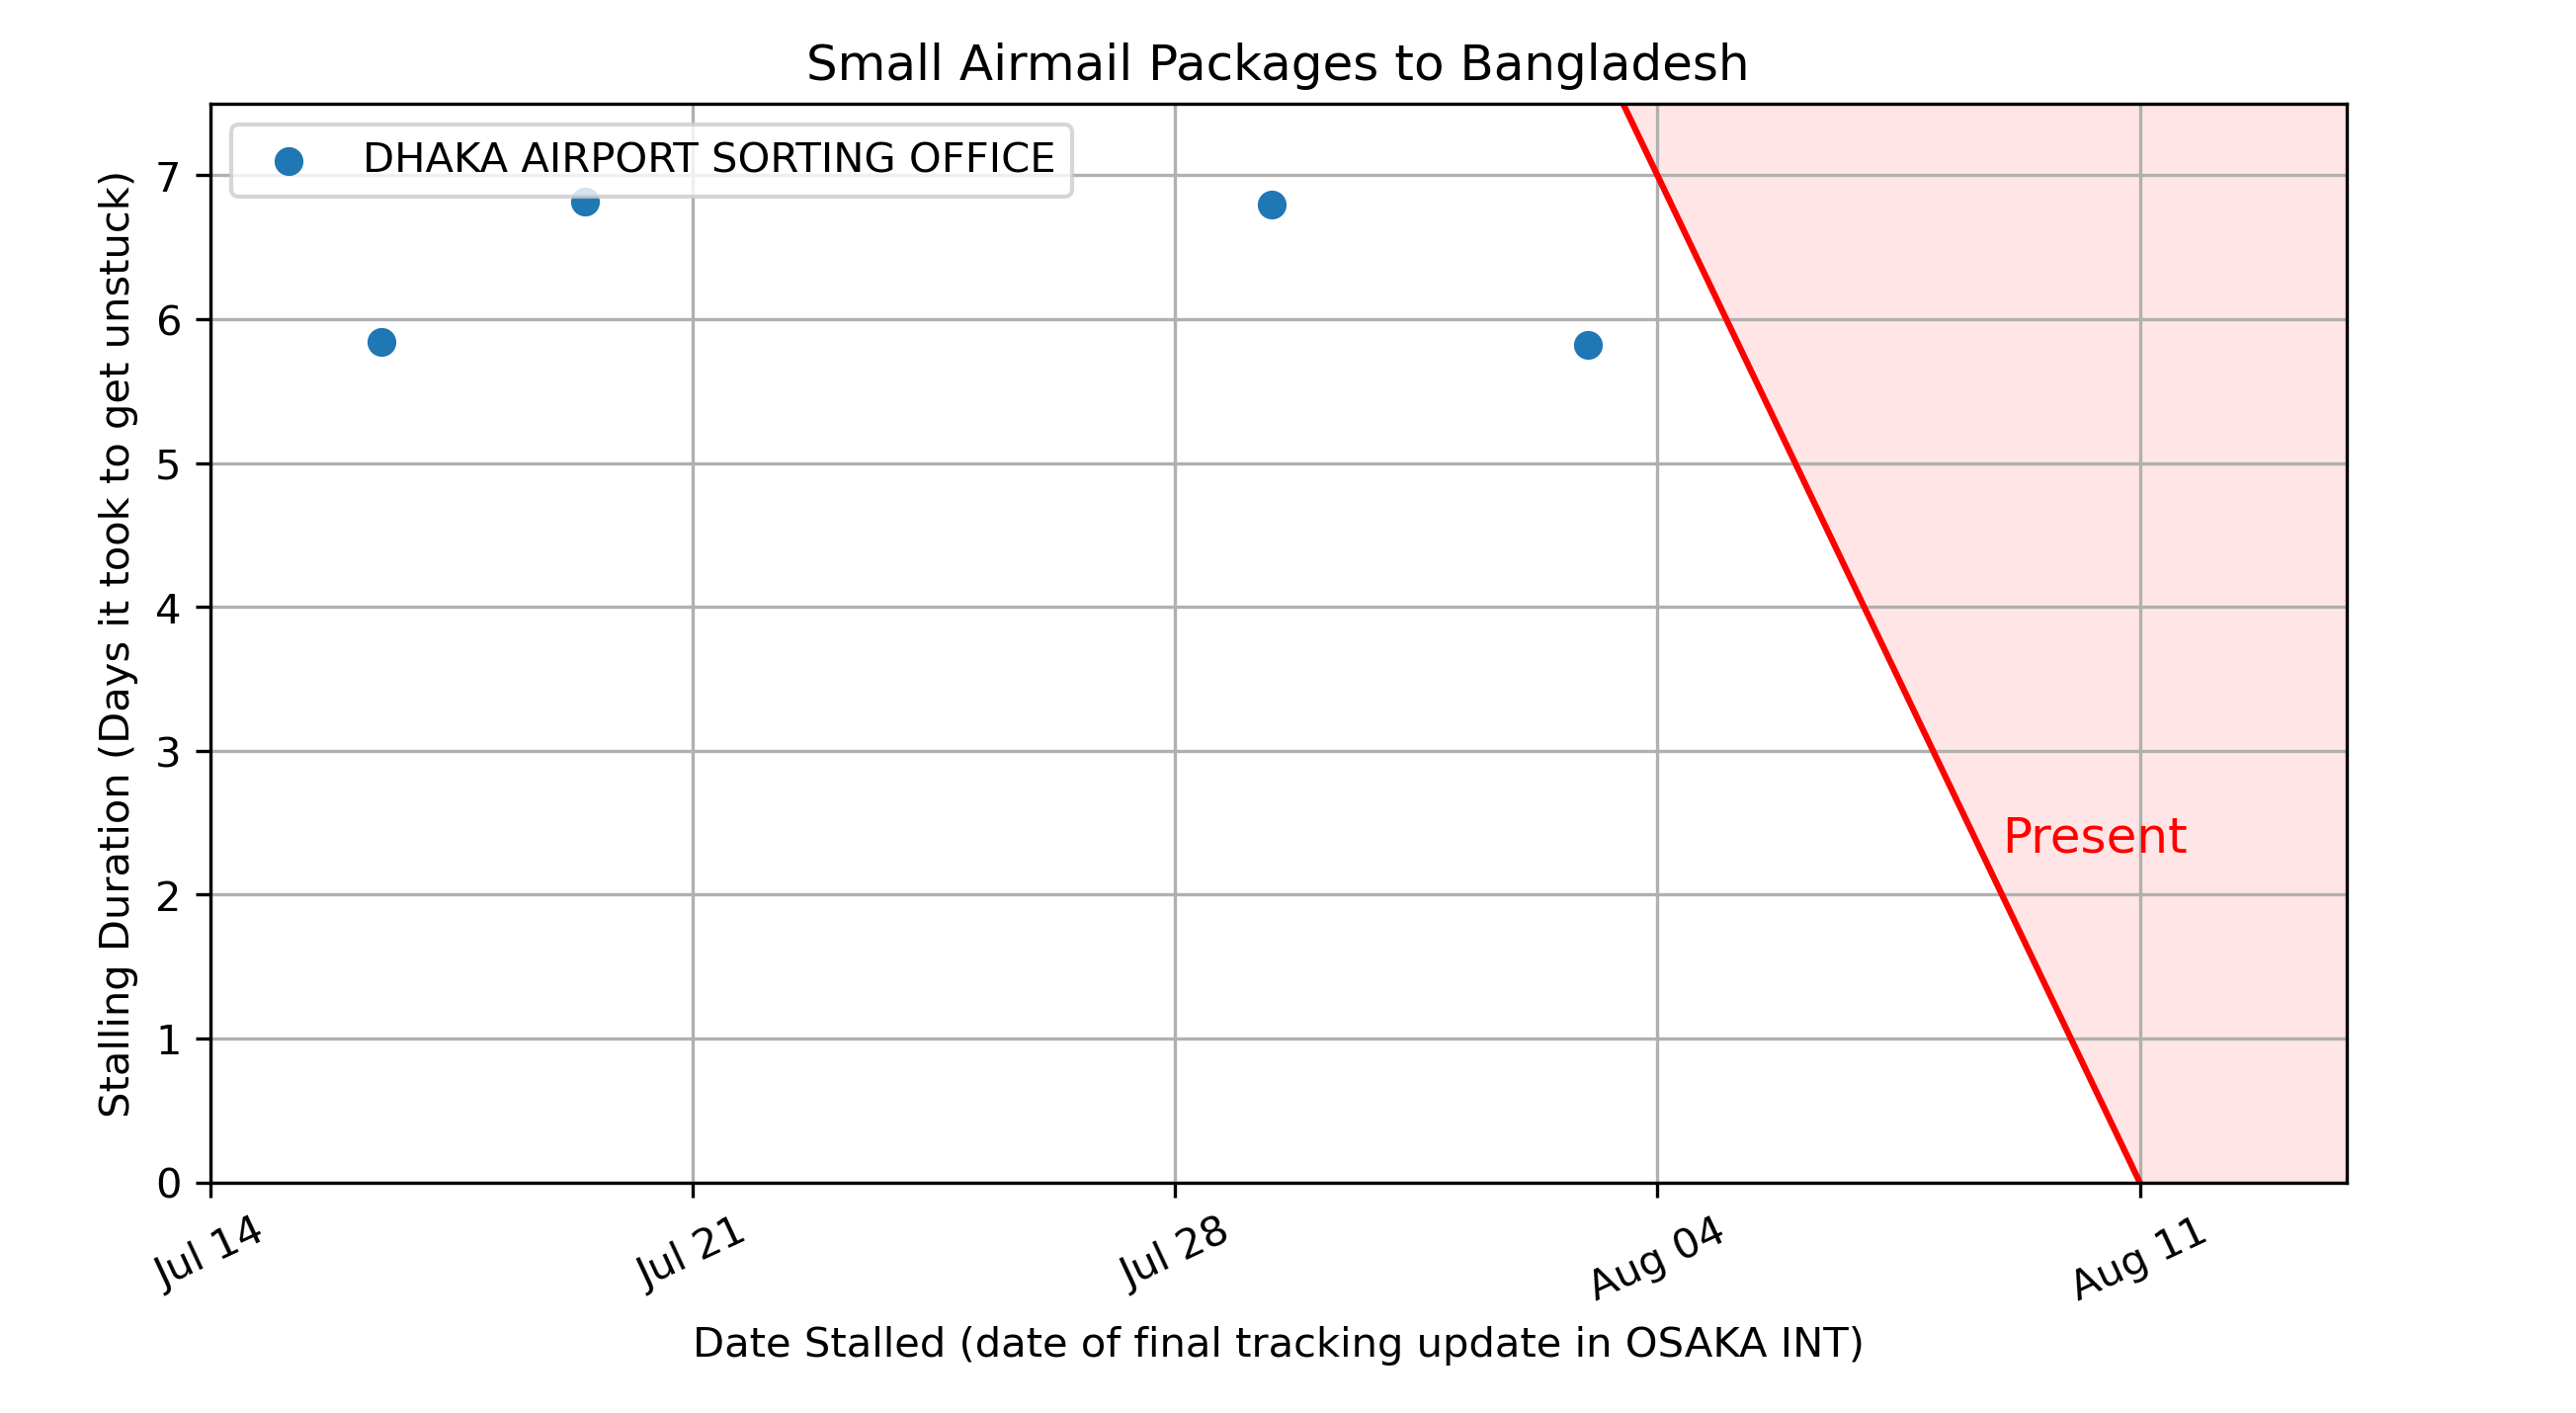 Small Airmail Packages to Bangladesh
DHAKA AIRPORT SORTING OFFICE
Stalling Duration (Days it took to get unstuck)
7
6
5
4
3
2
1
0
Present
Jul 14
Jul 21
Jul 28
Aug 04
Aug 11
Date Stalled (date of final tracking update in OSAKA INT)